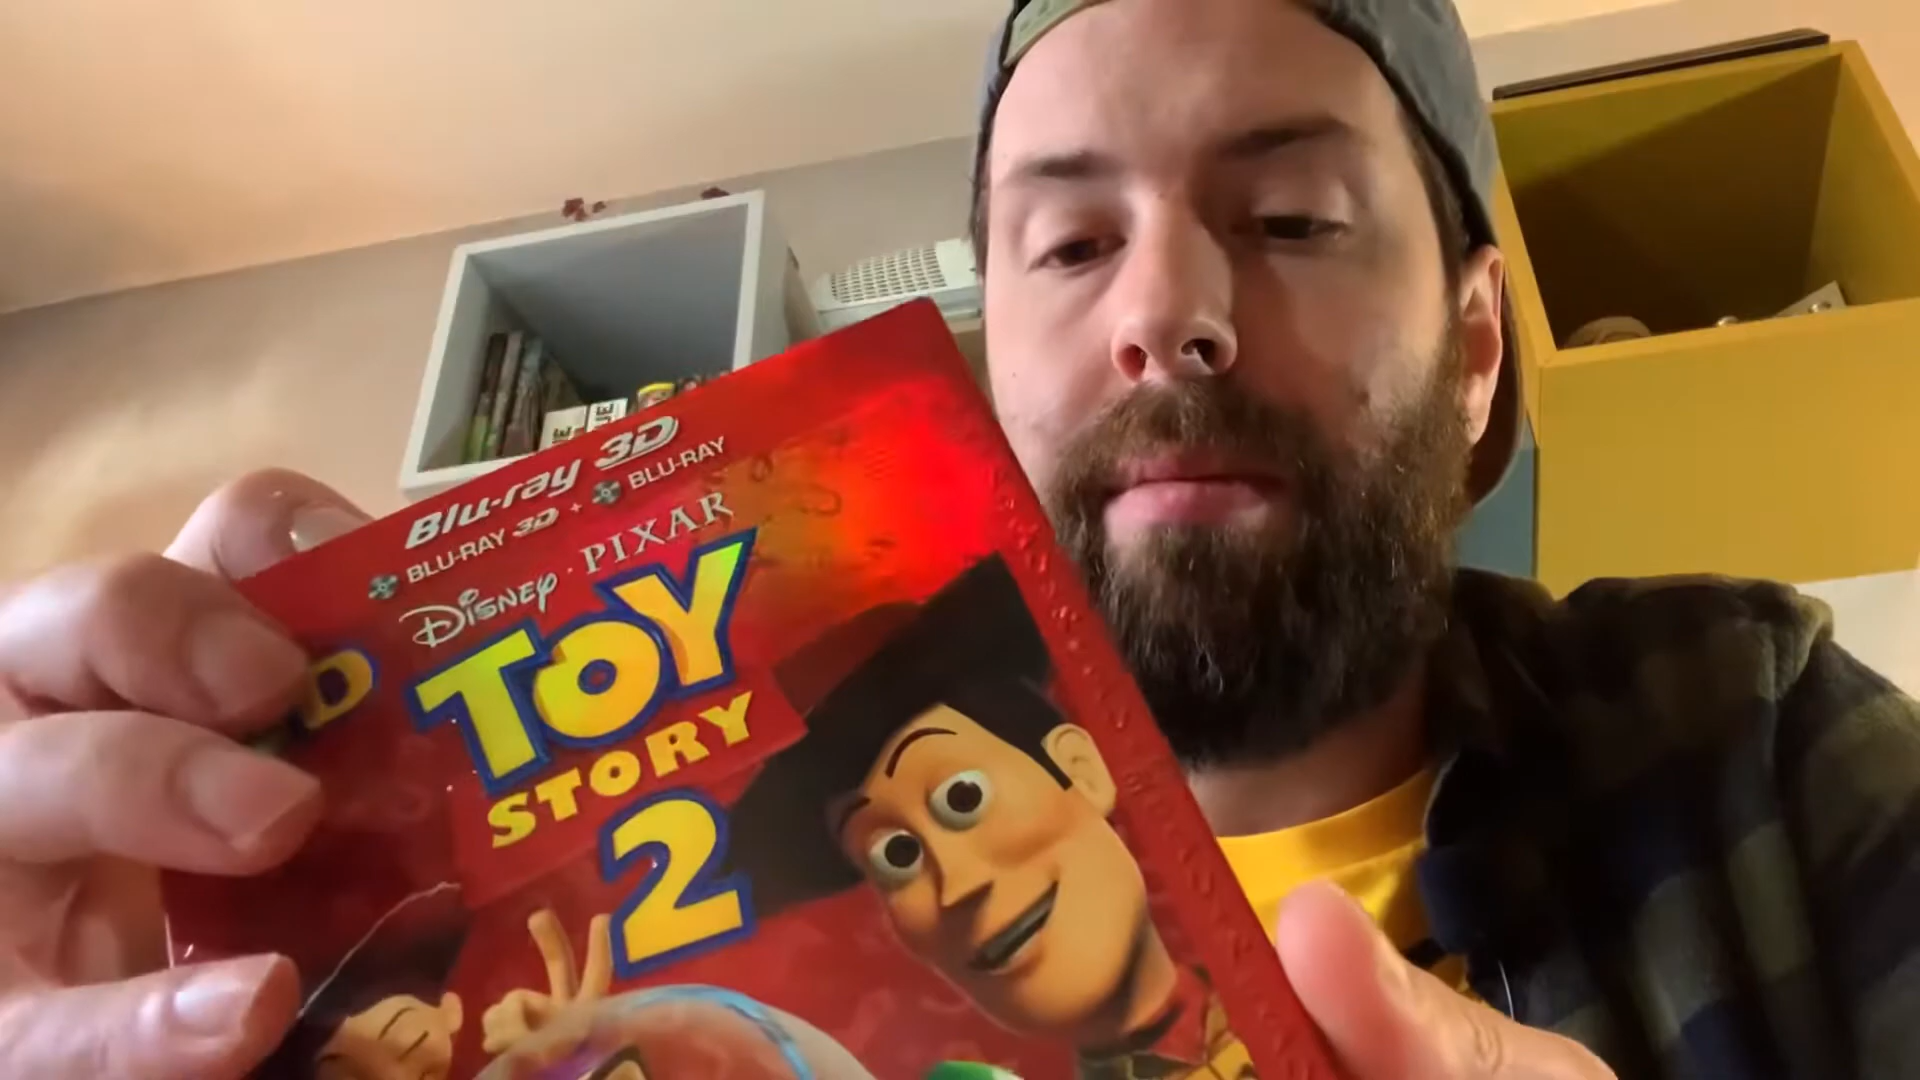 Blu-ray 3D
BLU-RAY 3D + BLU-RAY
DISNEY · PIXAR
TOY
STORY
2